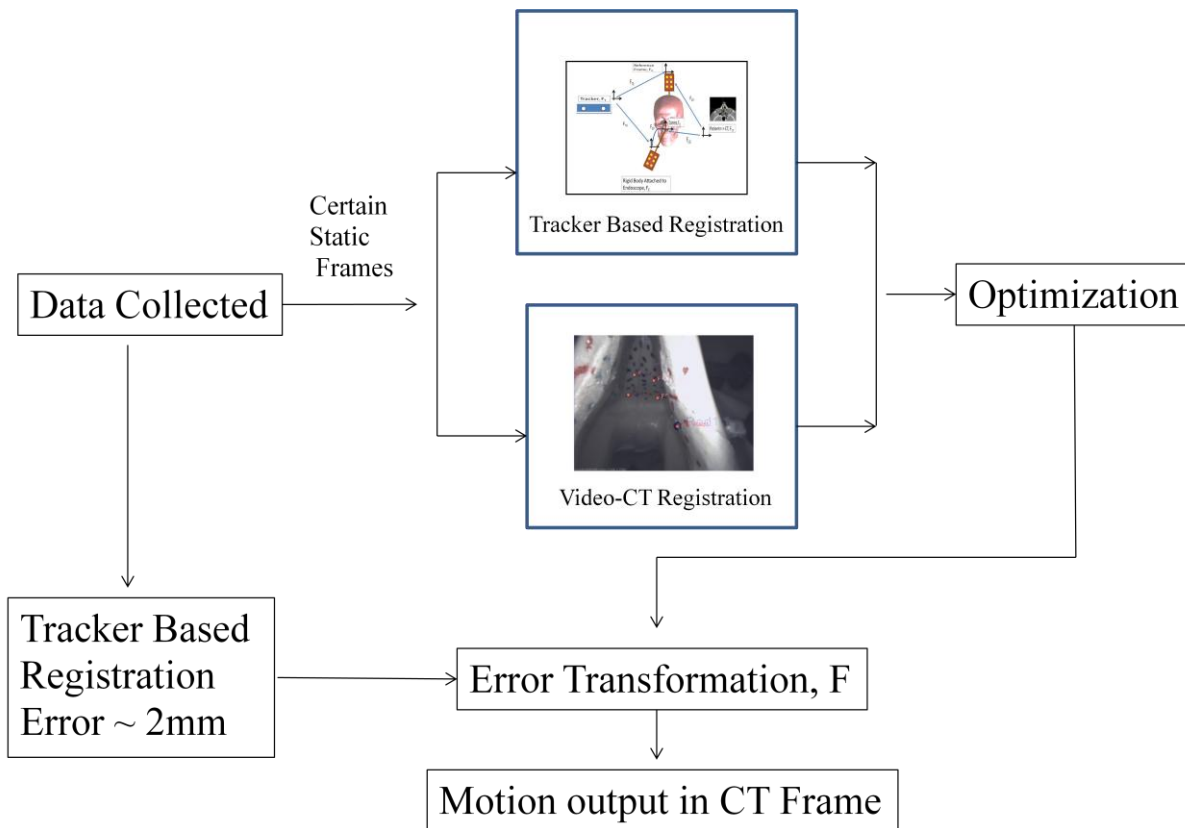 Certain
Static
Frames
Data Collected
Rigid Body Attached to
Endoscope, F
Tracker Based Registration
Video-CT Registration
Optimization
Tracker Based
Registration
Error ~ 2mm
Error Transformation, F
Motion output in CT Frame